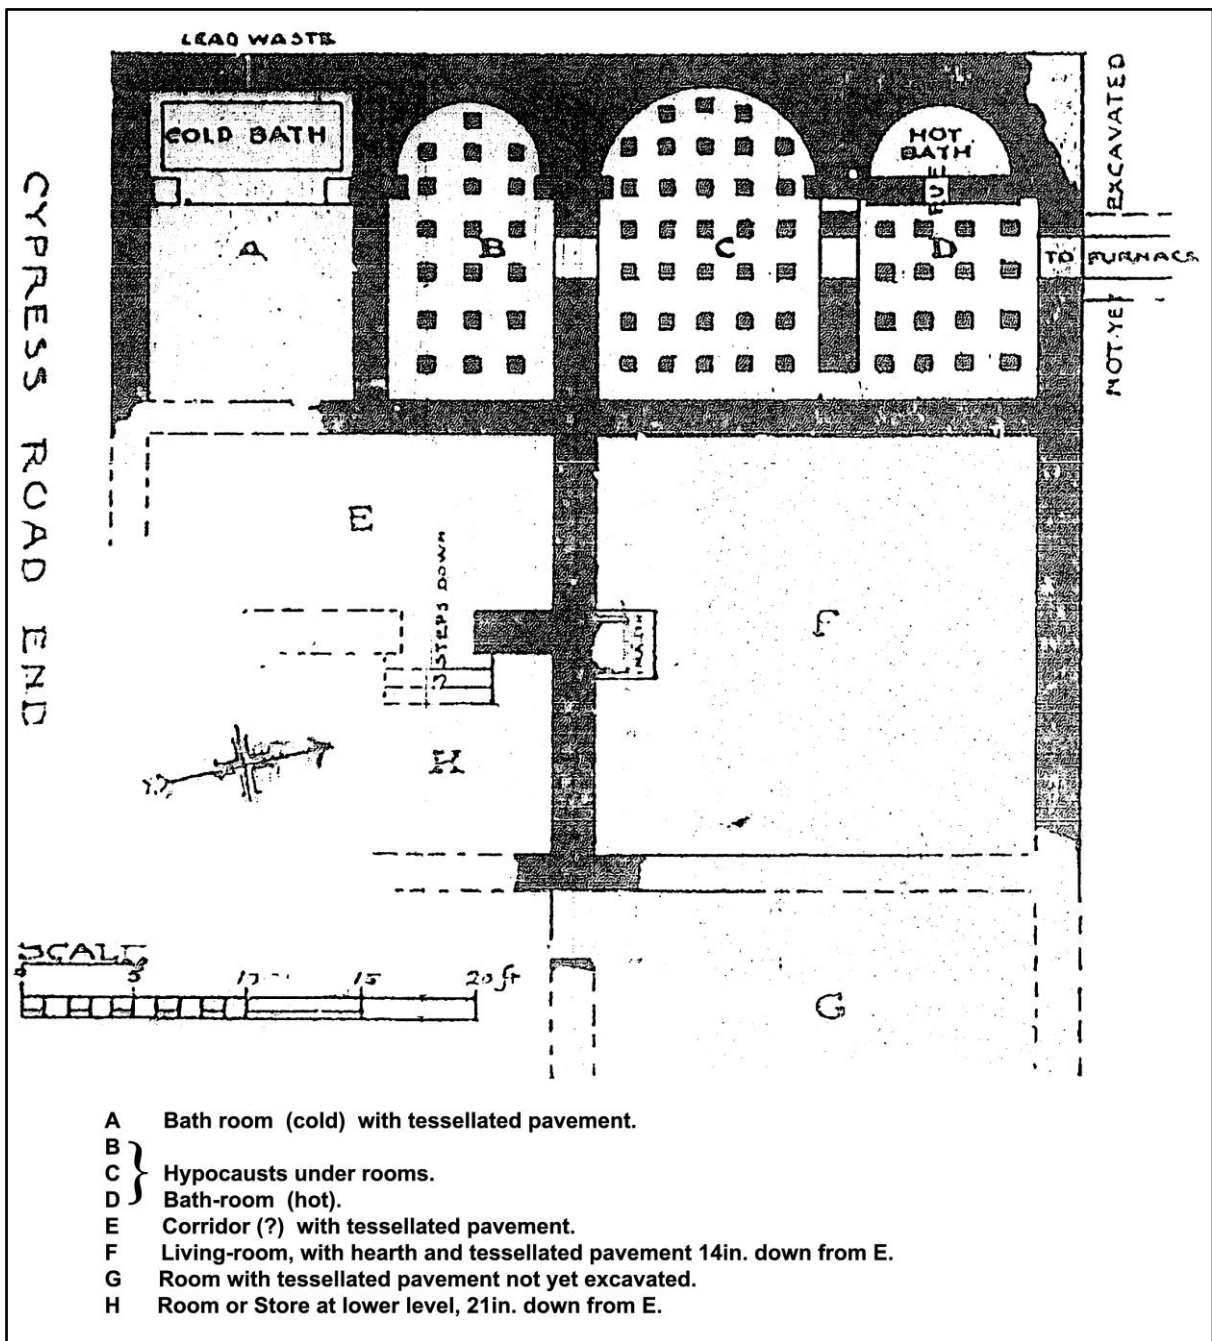 LEAD WASTE
COLD BATH
HOT
BATH
FLUE
EXCAVATED
NOT YET
TO FURNACE
A
B
C
D
CYPRESS ROAD END
E
3 STEPS DOWN
F
H
G
SCALE
0 5 10 15 20 ft
A Bath room (cold) with tessellated pavement.
B
C } Hypocausts under rooms.
D Bath-room (hot).
E Corridor (?) with tessellated pavement.
F Living-room, with hearth and tessellated pavement 14in. down from E.
G Room with tessellated pavement not yet excavated.
H Room or Store at lower level, 21in. down from E.